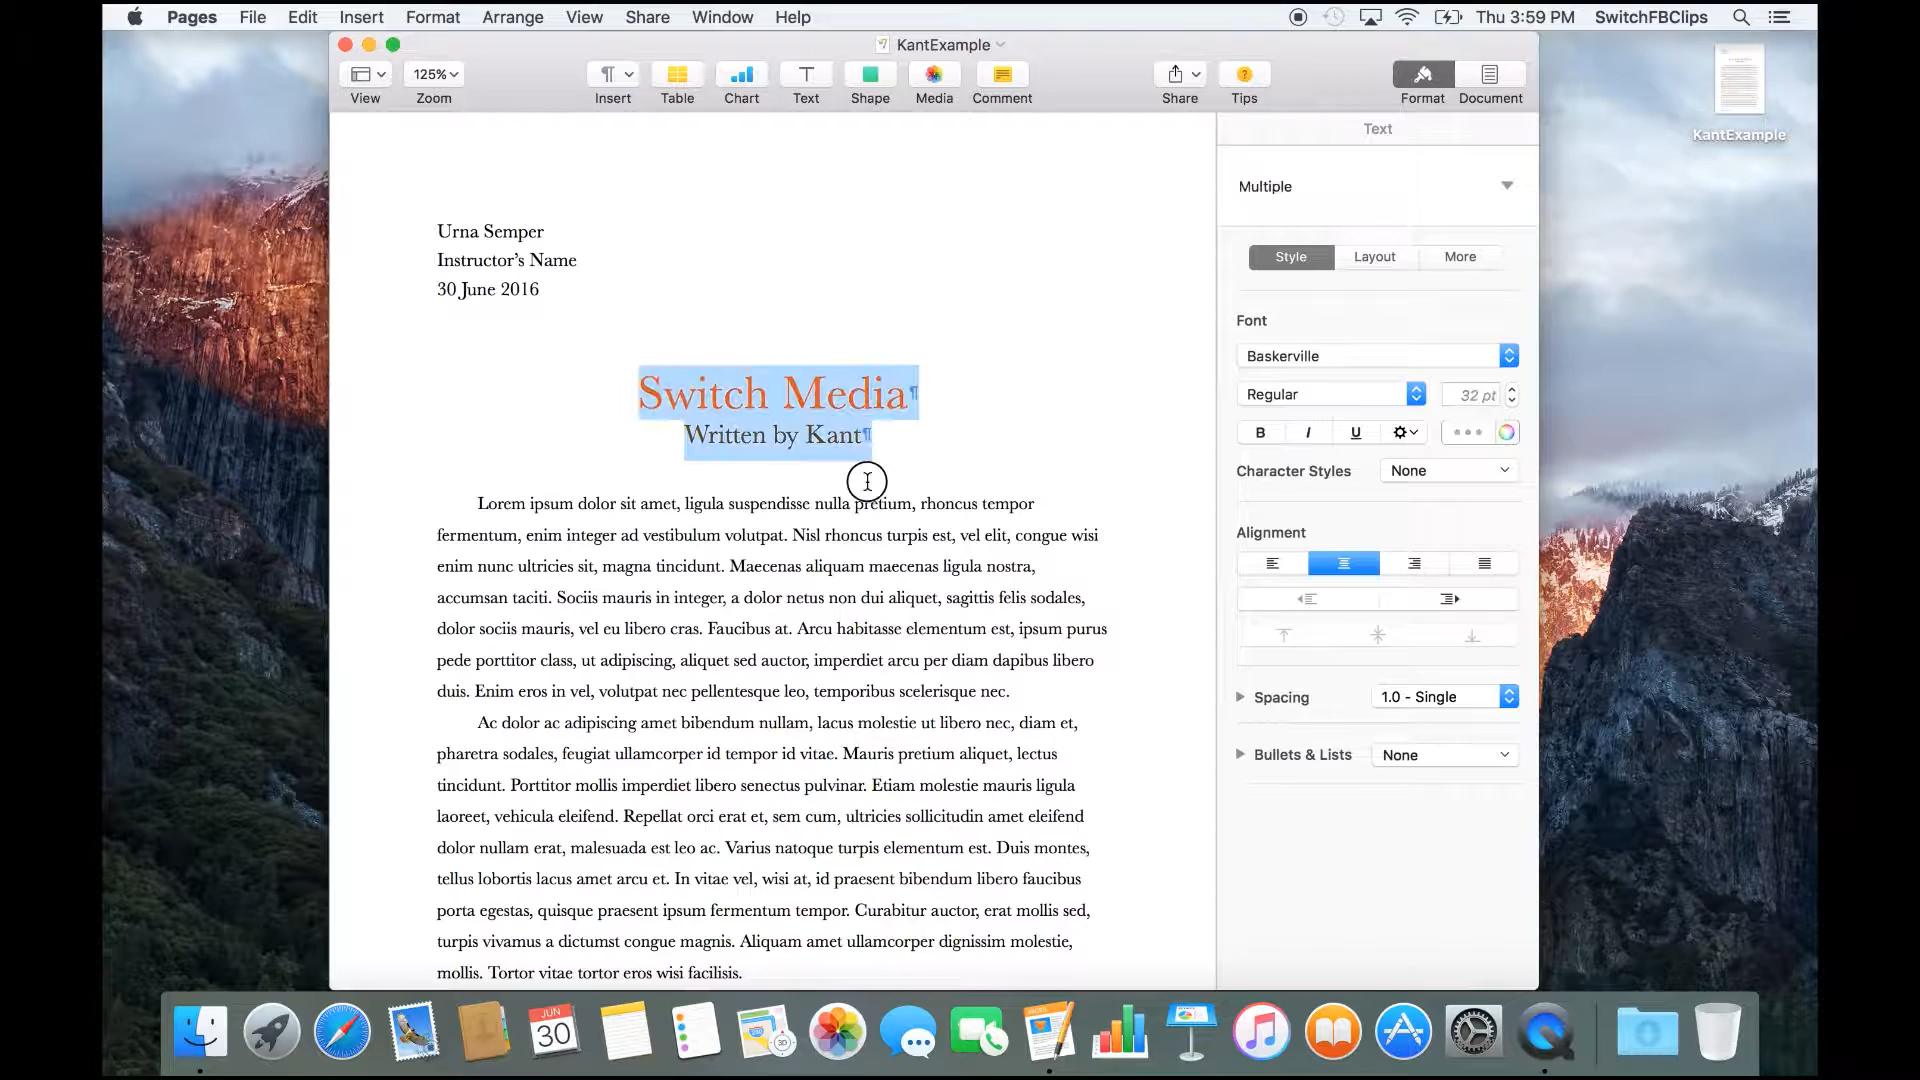 Pages File Edit Insert Format Arrange View Share Window Help
Thu 3:59 PM SwitchFBClips
KantExample
125%
View Zoom Insert Table Chart Text Shape Media Comment Share Tips Format Document
KantExample
Text
Multiple
Style Layout More
Font
Baskerville
Regular 32 pt
B I U
Character Styles None
Alignment
Spacing 1.0 - Single
Bullets & Lists None
Urna Semper
Instructor’s Name
30 June 2016
Switch Media¶
Written by Kant¶
Lorem ipsum dolor sit amet, ligula suspendisse nulla pretium, rhoncus tempor
fermentum, enim integer ad vestibulum volutpat. Nisl rhoncus turpis est, vel elit, congue wisi
enim nunc ultricies sit, magna tincidunt. Maecenas aliquam maecenas ligula nostra,
accumsan taciti. Sociis mauris in integer, a dolor netus non dui aliquet, sagittis felis sodales,
dolor sociis mauris, vel eu libero cras. Faucibus at. Arcu habitasse elementum est, ipsum purus
pede porttitor class, ut adipiscing, aliquet sed auctor, imperdiet arcu per diam dapibus libero
duis. Enim eros in vel, volutpat nec pellentesque leo, temporibus scelerisque nec.
Ac dolor ac adipiscing amet bibendum nullam, lacus molestie ut libero nec, diam et,
pharetra sodales, feugiat ullamcorper id tempor id vitae. Mauris pretium aliquet, lectus
tincidunt. Porttitor mollis imperdiet libero senectus pulvinar. Etiam molestie mauris ligula
laoreet, vehicula eleifend. Repellat orci erat et, sem cum, ultricies sollicitudin amet eleifend
dolor nullam erat, malesuada est leo ac. Varius natoque turpis elementum est. Duis montes,
tellus lobortis lacus amet arcu et. In vitae vel, wisi at, id praesent bibendum libero faucibus
porta egestas, quisque praesent ipsum fermentum tempor. Curabitur auctor, erat mollis sed,
turpis vivamus a dictumst congue magnis. Aliquam amet ullamcorper dignissim molestie,
mollis. Tortor vitae tortor eros wisi facilisis.
JUN
30